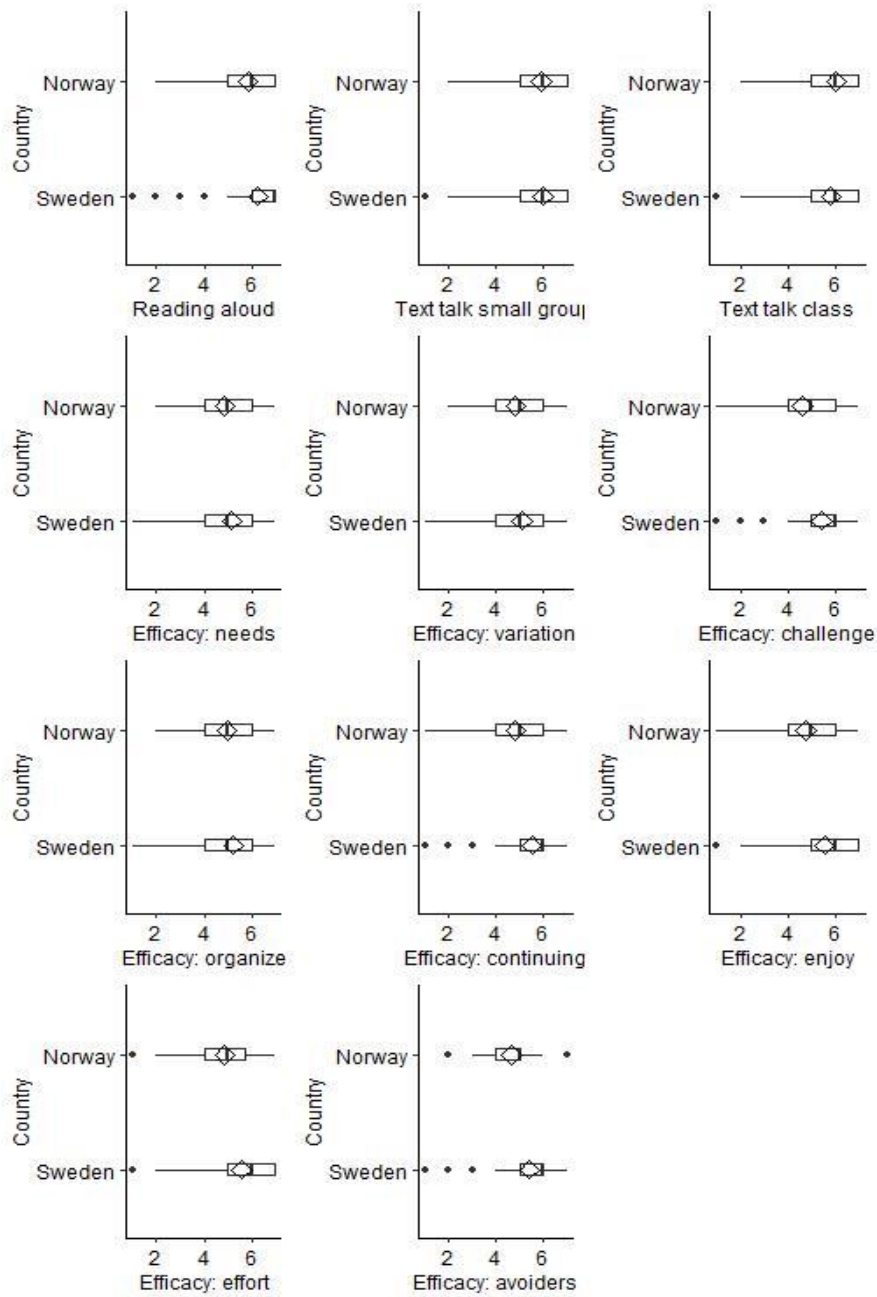 Country
Norway
Sweden
2 4 6
Reading aloud
Country
Norway
Sweden
2 4 6
Text talk small group
Country
Norway
Sweden
2 4 6
Text talk class
Country
Norway
Sweden
2 4 6
Efficacy: needs
Country
Norway
Sweden
2 4 6
Efficacy: variation
Country
Norway
Sweden
2 4 6
Efficacy: challenge
Country
Norway
Sweden
2 4 6
Efficacy: organize
Country
Norway
Sweden
2 4 6
Efficacy: continuing
Country
Norway
Sweden
2 4 6
Efficacy: enjoy
Country
Norway
Sweden
2 4 6
Efficacy: effort
Country
Norway
Sweden
2 4 6
Efficacy: avoiders